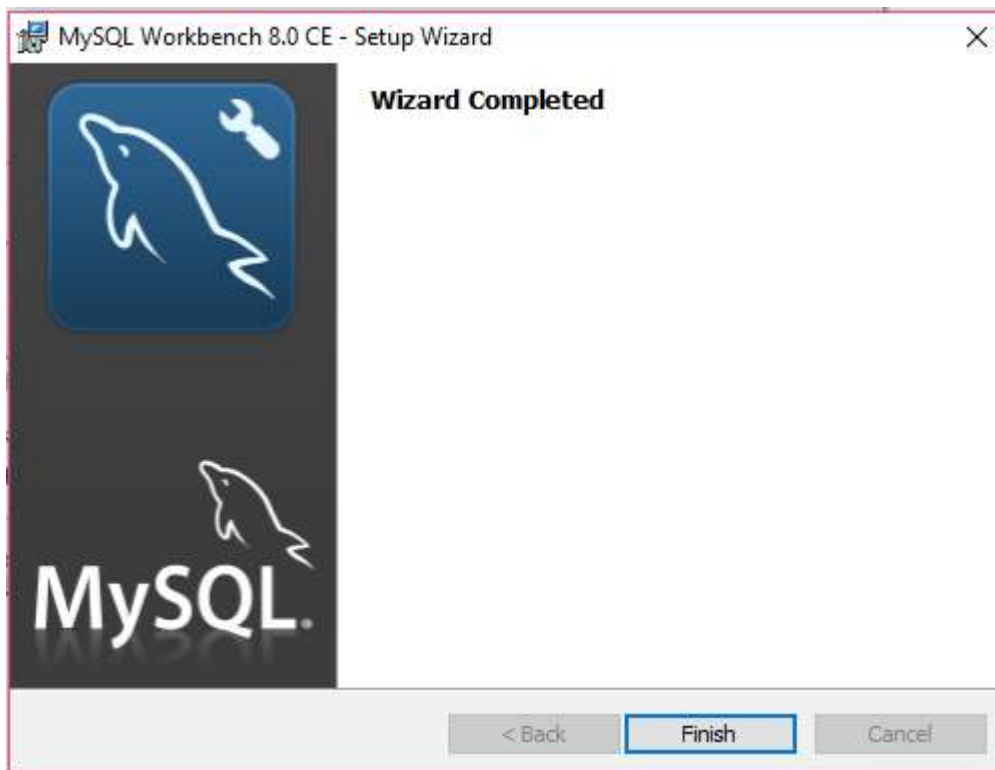 MySQL Workbench 8.0 CE - Setup Wizard
Wizard Completed
MySQL.
< Back
Finish
Cancel